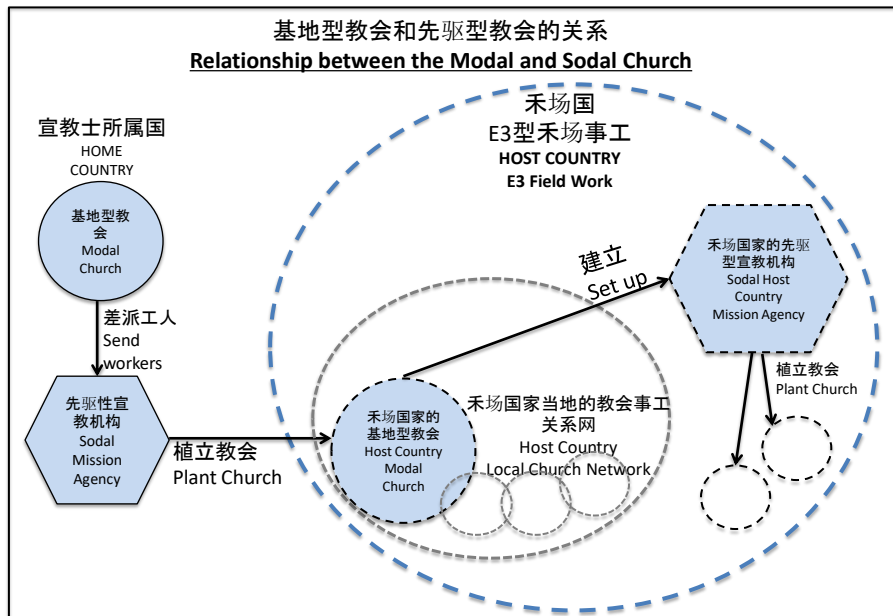 基地型教会和先驱型教会的关系
Relationship between the Modal and Sodal Church
宣教士所属国
HOME
COUNTRY
基地型教
会
Modal
Church
差派工人
Send
workers
先驱性宣
教机构
Sodal
Mission
Agency
植立教会
Plant Church
禾场国
E3型禾场事工
HOST COUNTRY
E3 Field Work
禾场国家的
基地型教会
Host Country
Modal
Church
禾场国家当地的教会事工
关系网
Host Country
Local Church Network
建立
Set up
禾场国家的先驱
型宣教机构
Sodal Host
Country
Mission Agency
植立教会
Plant Church